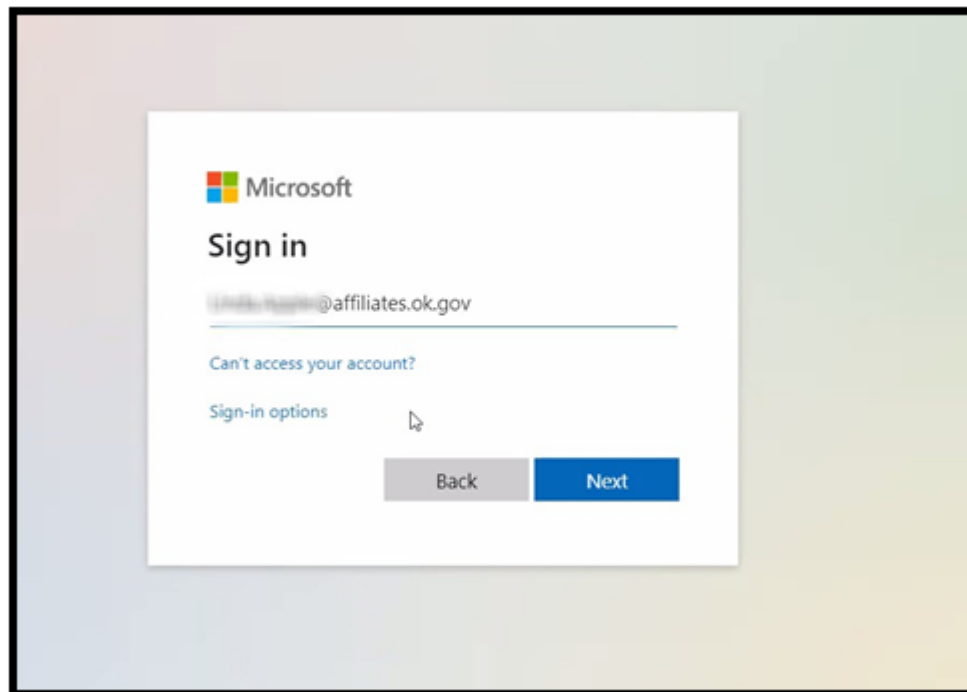 Microsoft
Sign in
@affiliates.ok.gov
Can't access your account?
Sign-in options
Back
Next